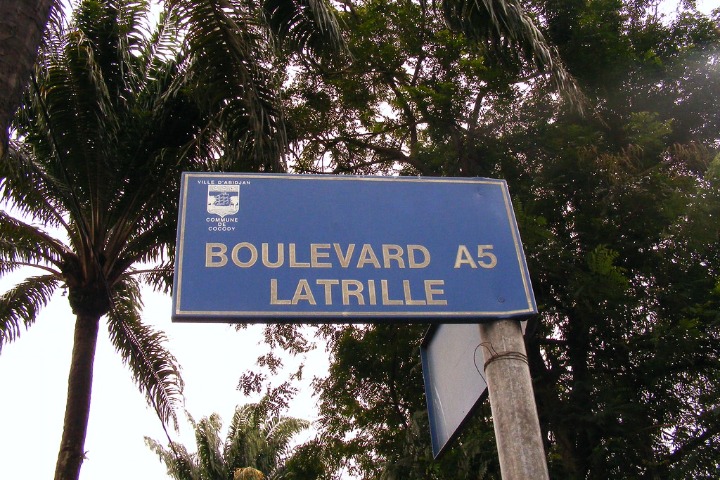 VILLE D'ABIDJAN
COMMUNE
DE
COCODY
BOULEVARD A5
LATRILLE